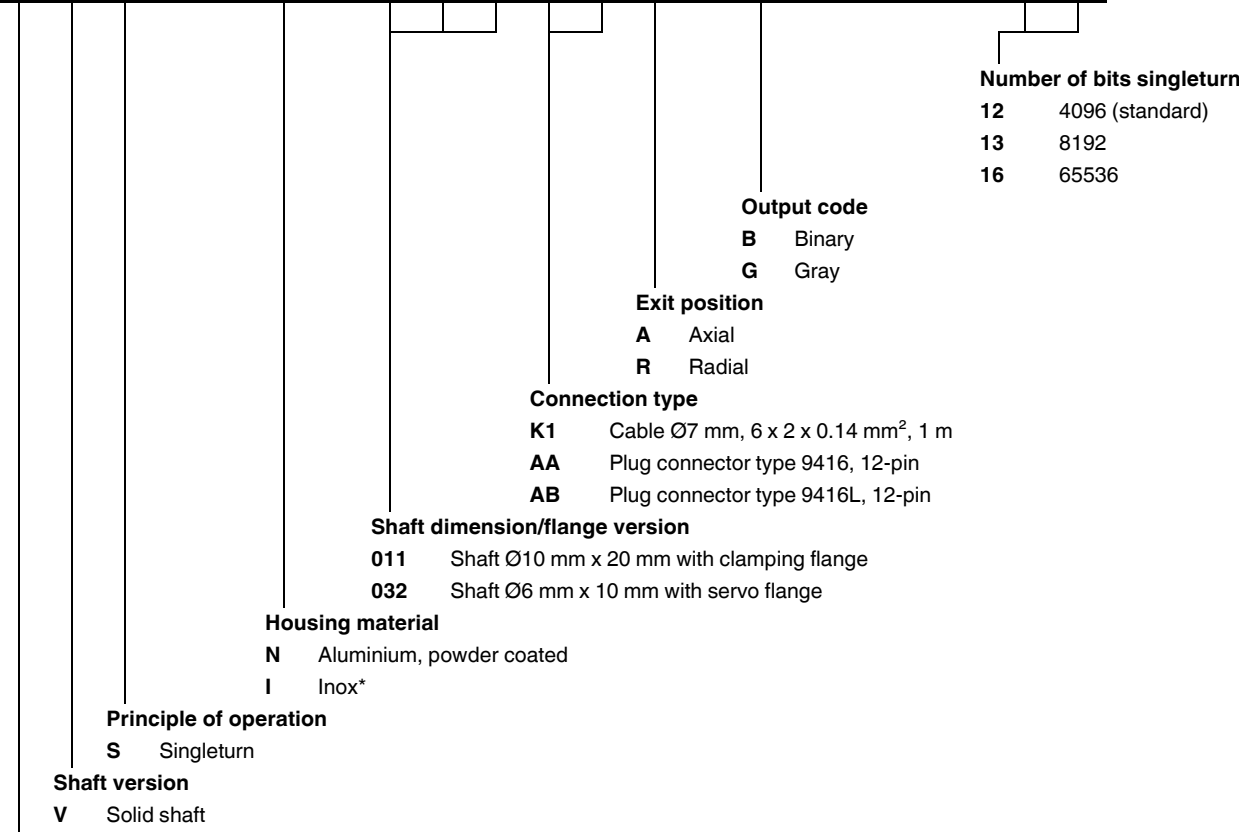 Number of bits singleturn
12 4096 (standard)
13 8192
16 65536
Output code
B Binary
G Gray
Exit position
A Axial
R Radial
Connection type
K1 Cable Ø7 mm, 6 x 2 x 0.14 mm², 1 m
AA Plug connector type 9416, 12-pin
AB Plug connector type 9416L, 12-pin
Shaft dimension/flange version
011 Shaft Ø10 mm x 20 mm with clamping flange
032 Shaft Ø6 mm x 10 mm with servo flange
Housing material
N Aluminium, powder coated
I Inox*
Principle of operation
S Singleturn
Shaft version
V Solid shaft